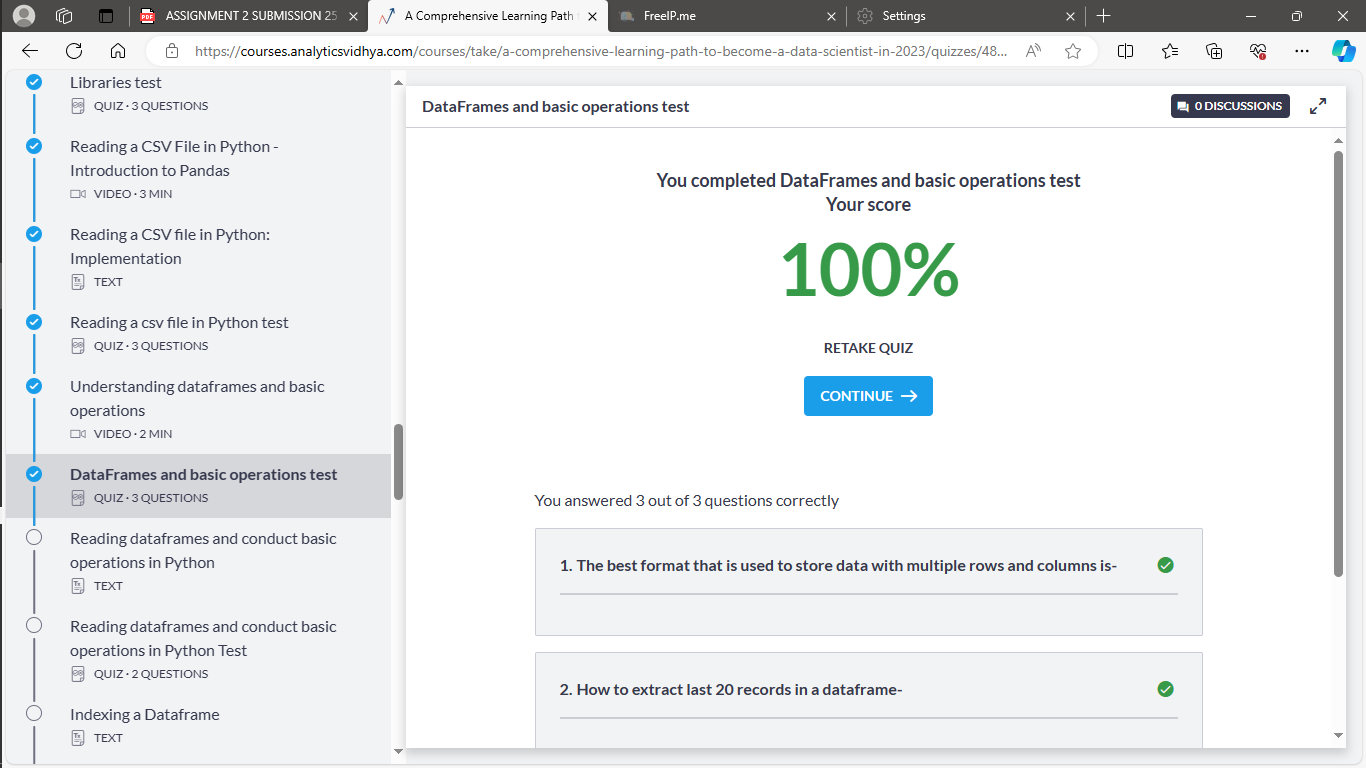 ASSIGNMENT 2 SUBMISSION 25
A Comprehensive Learning Path
FreeIP.me
Settings
https://courses.analyticsvidhya.com/courses/take/a-comprehensive-learning-path-to-become-a-data-scientist-in-2023/quizzes/48...
Libraries test
QUIZ · 3 QUESTIONS
Reading a CSV File in Python -
Introduction to Pandas
VIDEO · 3 MIN
Reading a CSV file in Python:
Implementation
TEXT
Reading a csv file in Python test
QUIZ · 3 QUESTIONS
Understanding dataframes and basic
operations
VIDEO · 2 MIN
DataFrames and basic operations test
QUIZ · 3 QUESTIONS
Reading dataframes and conduct basic
operations in Python
TEXT
Reading dataframes and conduct basic
operations in Python Test
QUIZ · 2 QUESTIONS
Indexing a Dataframe
TEXT
DataFrames and basic operations test
0 DISCUSSIONS
You completed DataFrames and basic operations test
Your score
100%
RETAKE QUIZ
CONTINUE →
You answered 3 out of 3 questions correctly
1. The best format that is used to store data with multiple rows and columns is-
2. How to extract last 20 records in a dataframe-